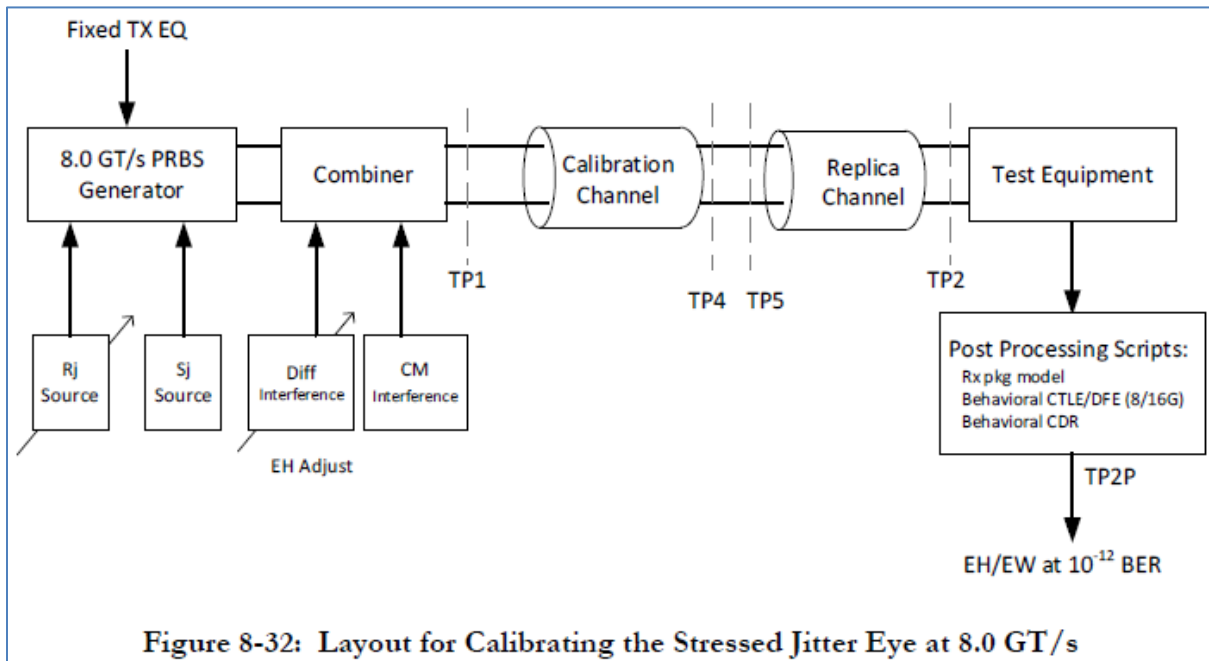 Fixed TX EQ
8.0 GT/s PRBS
Generator
Combiner
Calibration
Channel
Replica
Channel
Test Equipment
TP1
TP4
TP5
TP2
Rj
Source
Sj
Source
Diff
Interference
CM
Interference
EH Adjust
Post Processing Scripts:
Rx pkg model
Behavioral CTLE/DFE (8/16G)
Behavioral CDR
TP2P
EH/EW at 10⁻¹² BER
Figure 8-32: Layout for Calibrating the Stressed Jitter Eye at 8.0 GT/s